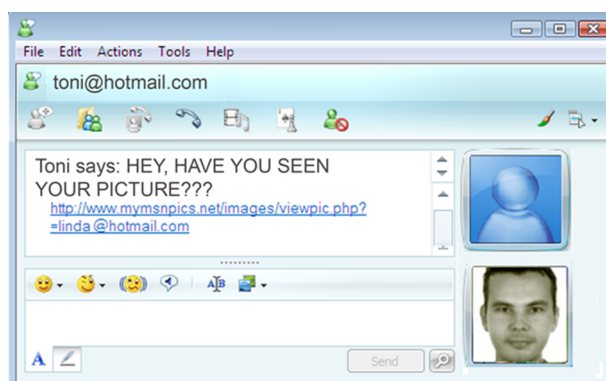 File Edit Actions Tools Help
toni@hotmail.com
Toni says: HEY, HAVE YOU SEEN
YOUR PICTURE???
http://www.mymsnpics.net/images/viewpic.php?
=linda@hotmail.com
A
Send